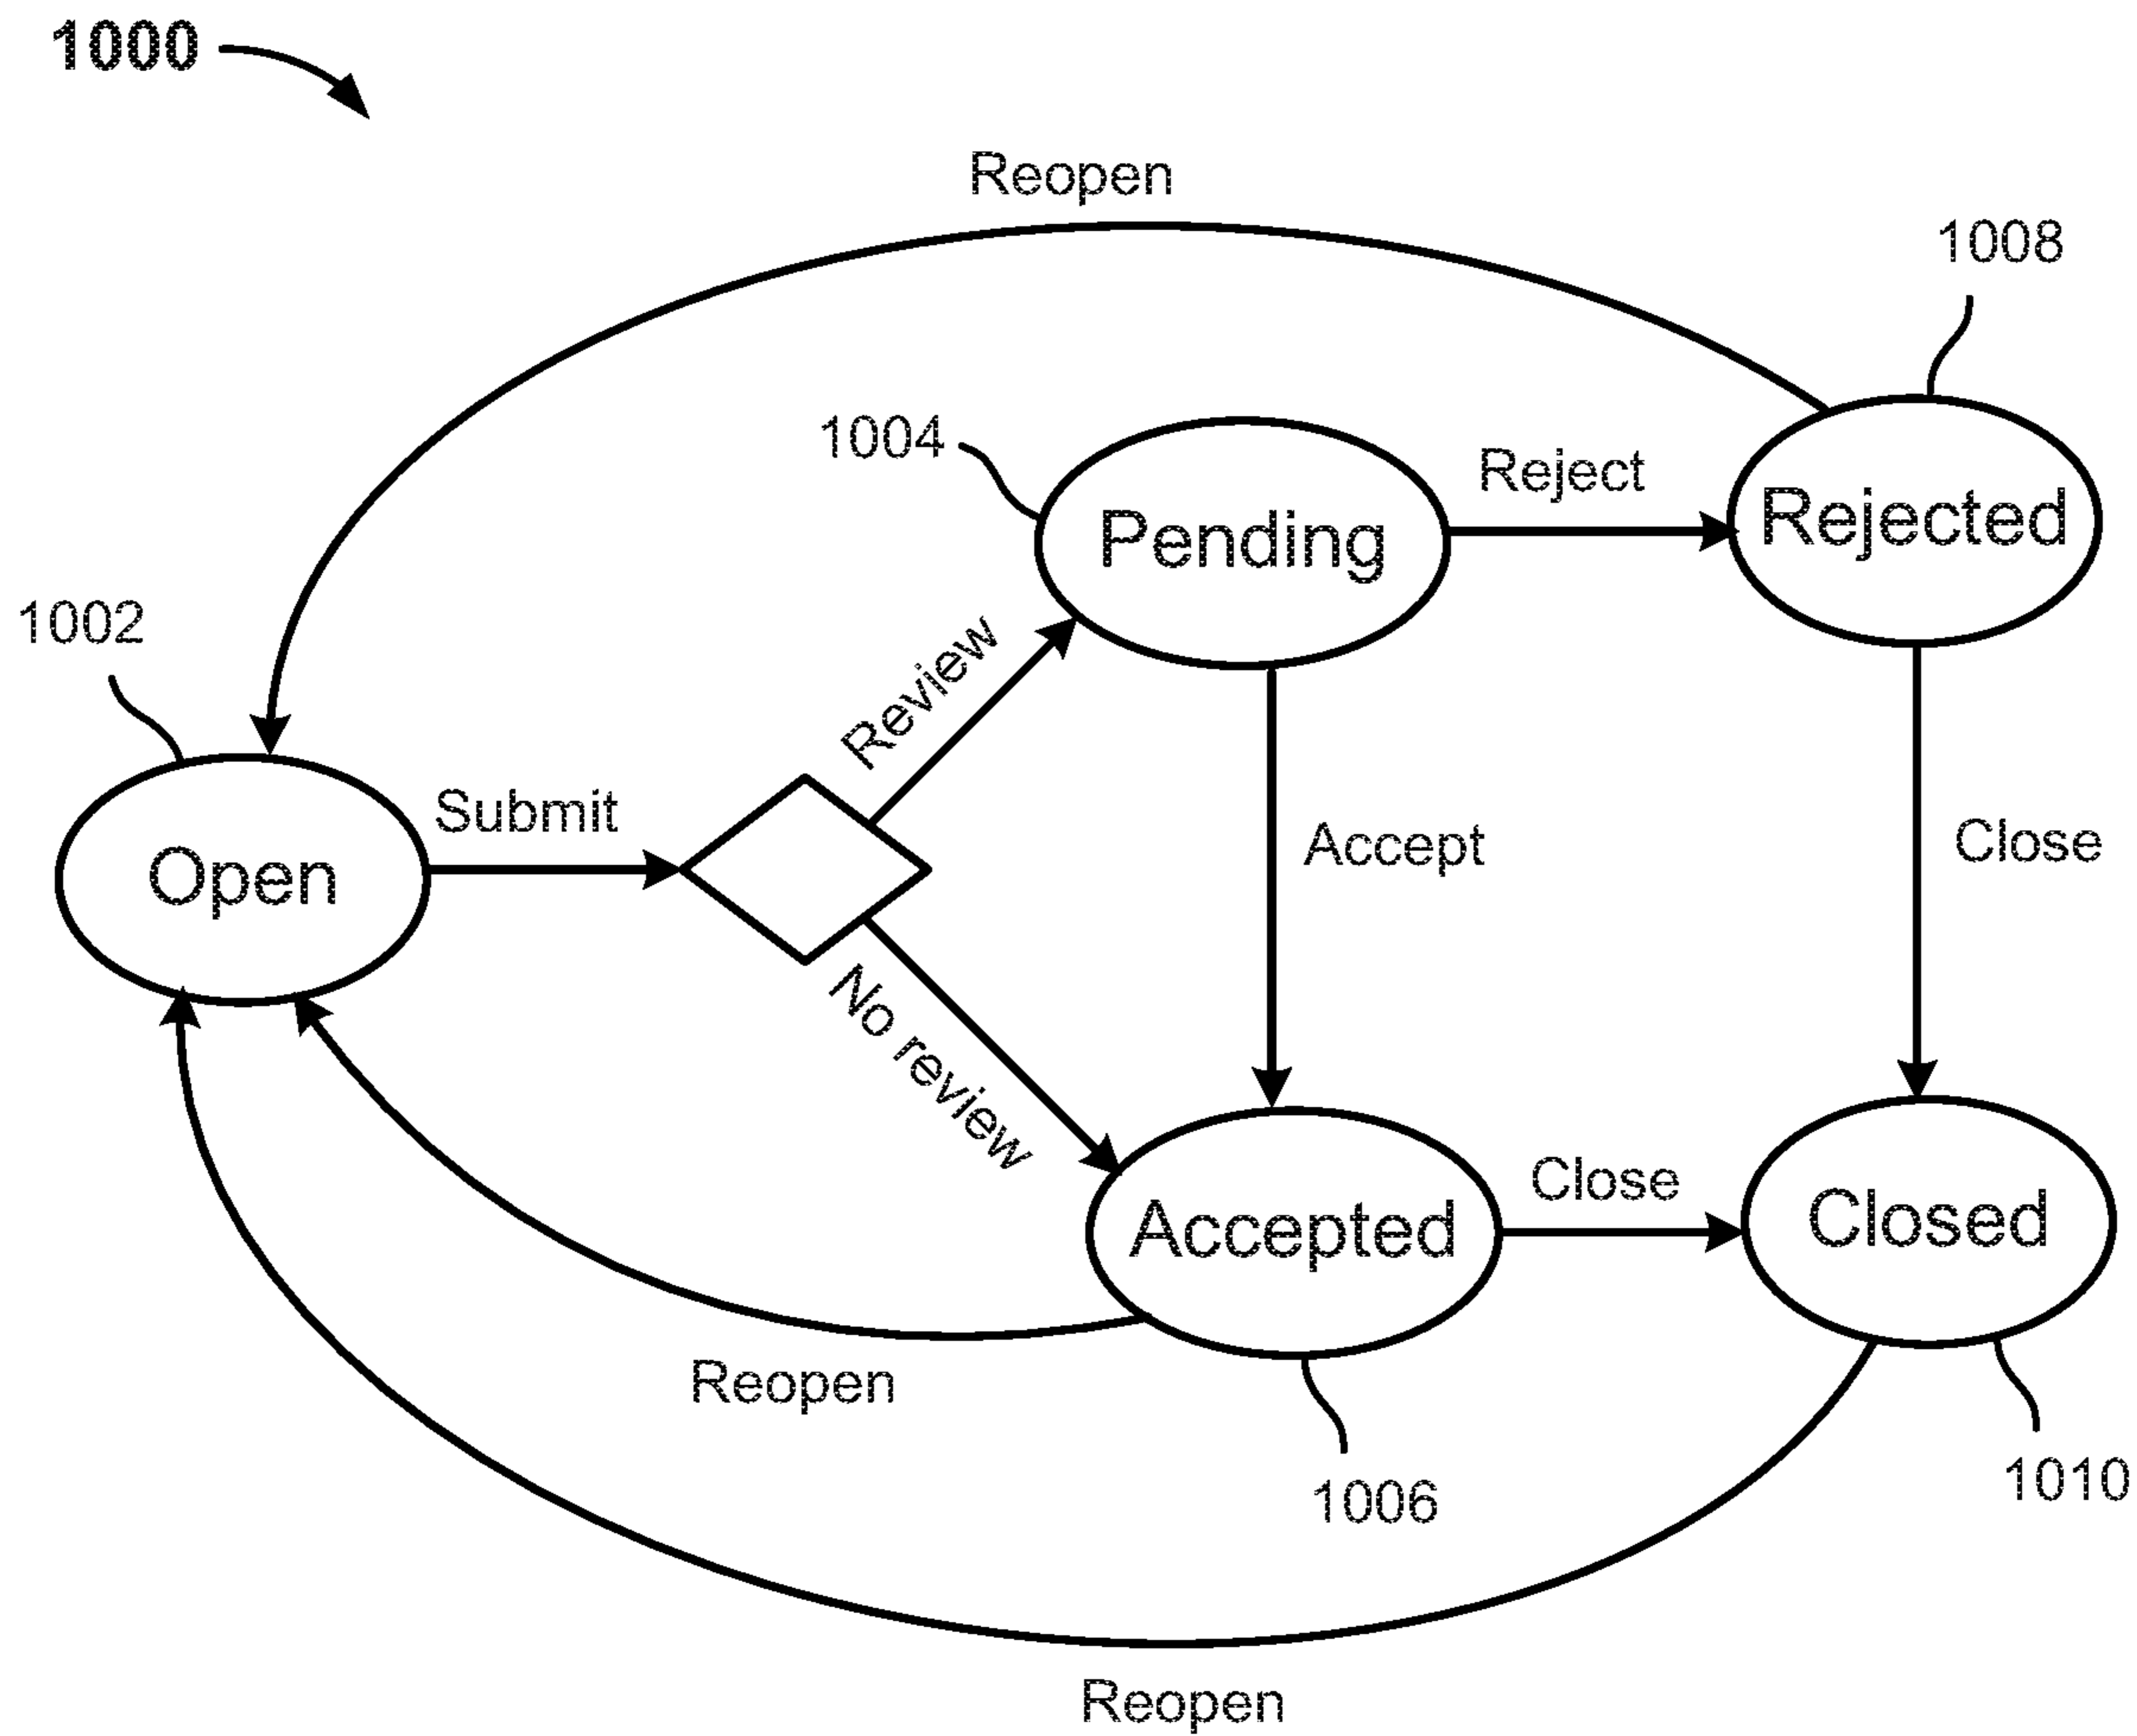 1000
Reopen
1008
1004
Reject
Pending
Rejected
1002
Review
Submit
Open
Accept
Close
No review
Close
Accepted
Closed
Reopen
1006
1010
Reopen